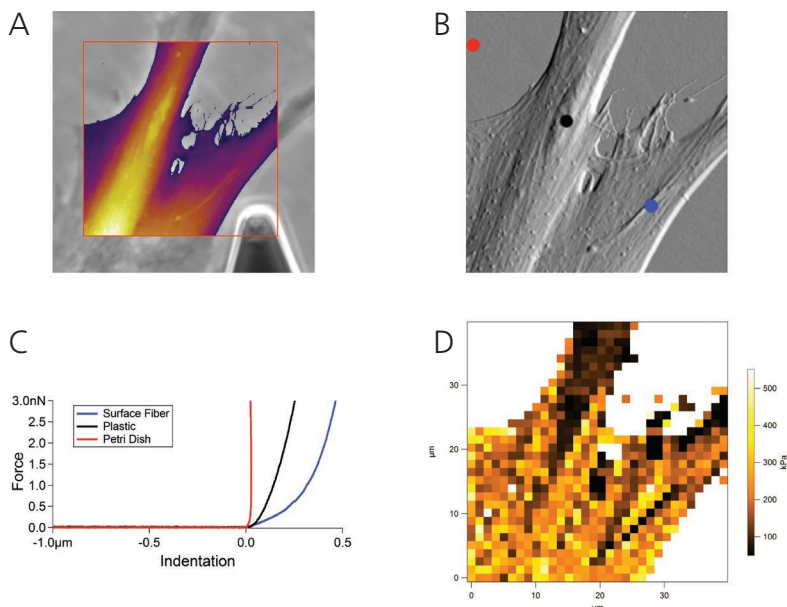 A
B
C
3.0nN
2.5
2.0
1.5
1.0
0.5
0.0
Force
Surface Fiber
Plastic
Petri Dish
-1.0µm
-0.5
0.0
0.5
Indentation
D
30
20
10
0
µm
0
10
20
30
µm
500
400
300
200
100
kPa